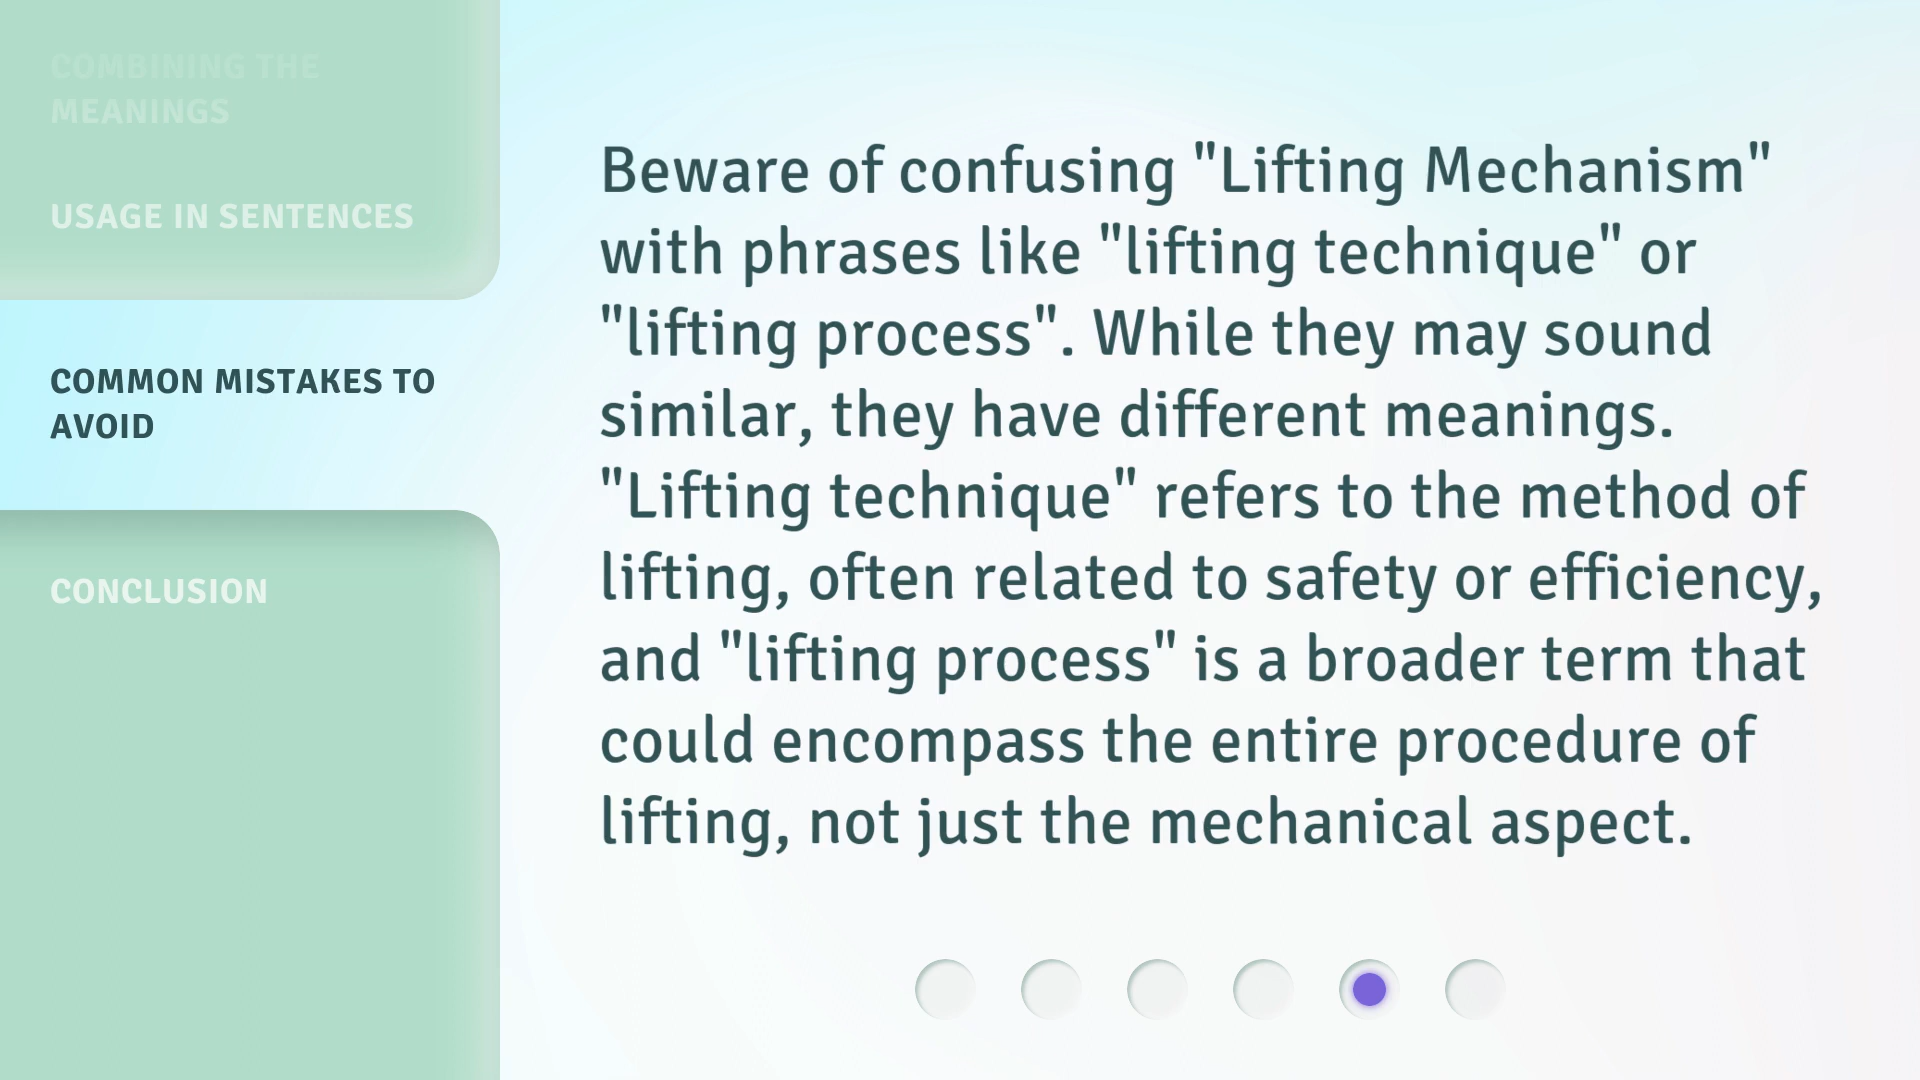 COMBINING THE
MEANINGS
USAGE IN SENTENCES
COMMON MISTAKES TO
AVOID
CONCLUSION
Beware of confusing "Lifting Mechanism"
with phrases like "lifting technique" or
"lifting process". While they may sound
similar, they have different meanings.
"Lifting technique" refers to the method of
lifting, often related to safety or efficiency,
and "lifting process" is a broader term that
could encompass the entire procedure of
lifting, not just the mechanical aspect.